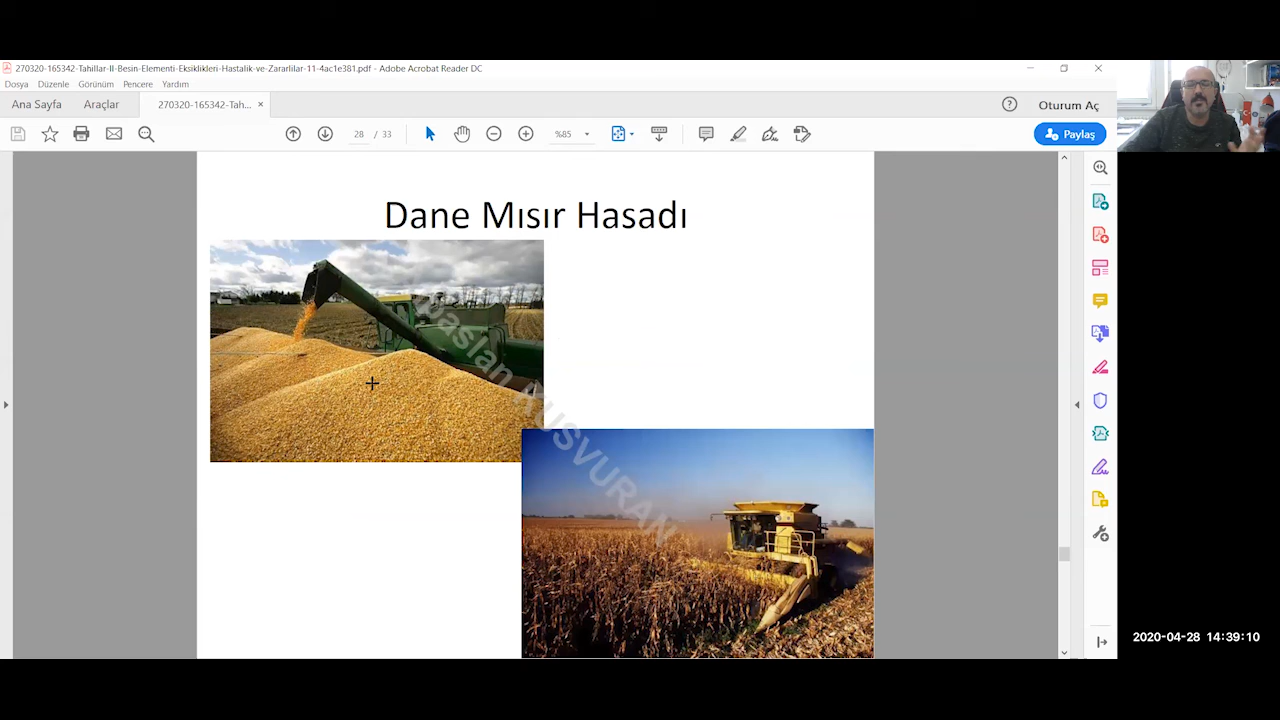 270320-165342-Tahillar-II-Besin-Elementi-Eksiklikleri-Hastalik-ve-Zararlilar-11-4ac1e381.pdf - Adobe Acrobat Reader DC
Dosya Düzenle Görünüm Pencere Yardım
Ana Sayfa Araçlar 270320-165342-Tah... Oturum Aç
28 / 33 %85 Paylaş
Dane Mısır Hasadı
KUSVURAN
2020-04-28 14:39:10